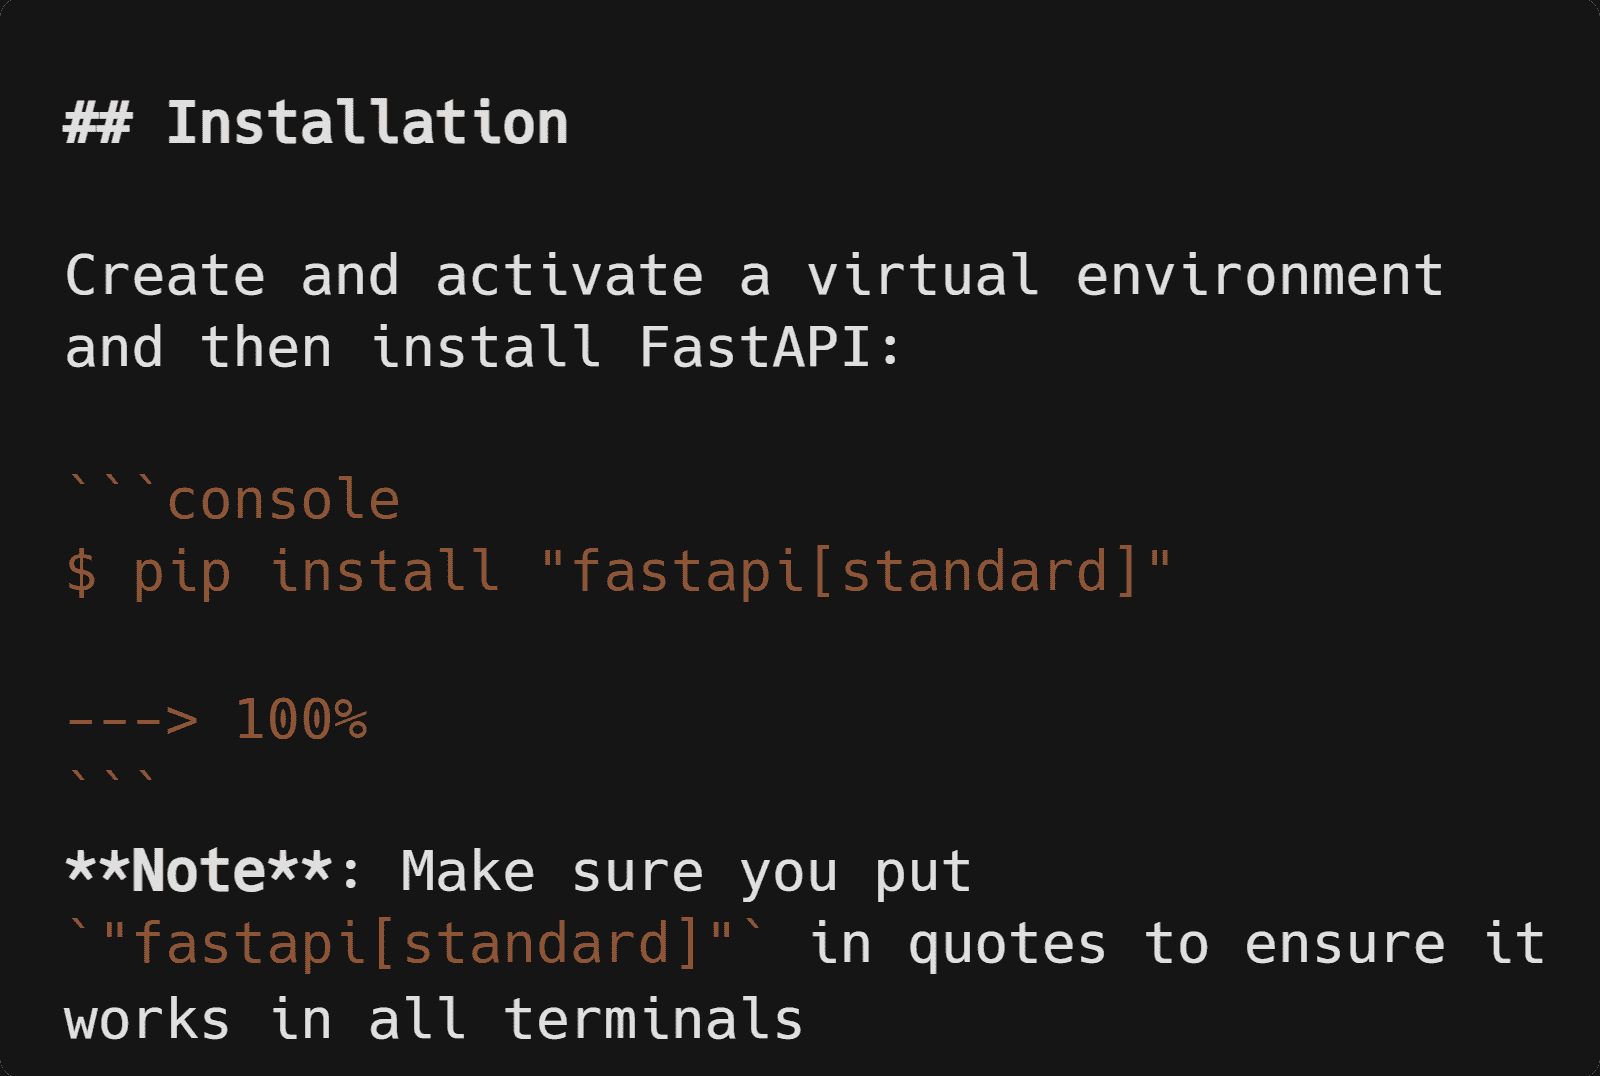 ## Installation
Create and activate a virtual environment
and then install FastAPI:
```console
$ pip install "fastapi[standard]"
---> 100%
```
**Note**: Make sure you put
`"fastapi[standard]"` in quotes to ensure it
works in all terminals